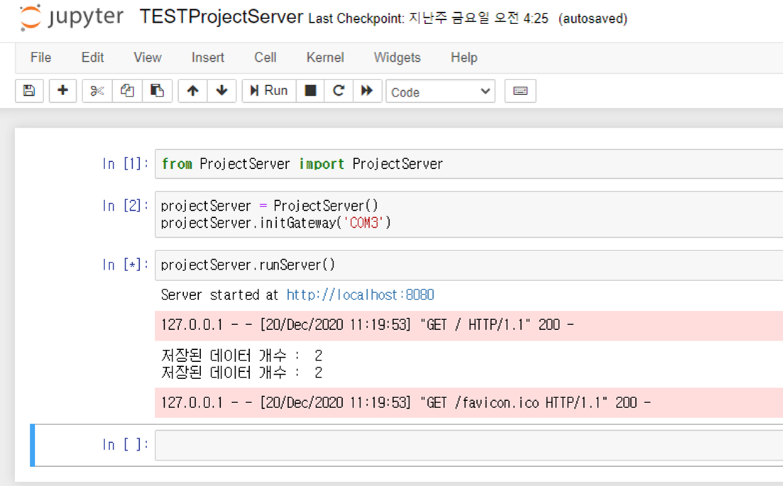 jupyter TESTProjectServer Last Checkpoint: 지난주 금요일 오전 4:25 (autosaved)
File Edit View Insert Cell Kernel Widgets Help
Run Code
In [1]: from ProjectServer import ProjectServer
In [2]: projectServer = ProjectServer()
projectServer.initGateway('COM3')
In [*]: projectServer.runServer()
Server started at http://localhost:8080
127.0.0.1 - - [20/Dec/2020 11:19:53] "GET / HTTP/1.1" 200 -
저장된 데이터 개수 : 2
저장된 데이터 개수 : 2
127.0.0.1 - - [20/Dec/2020 11:19:53] "GET /favicon.ico HTTP/1.1" 200 -
In [ ]: